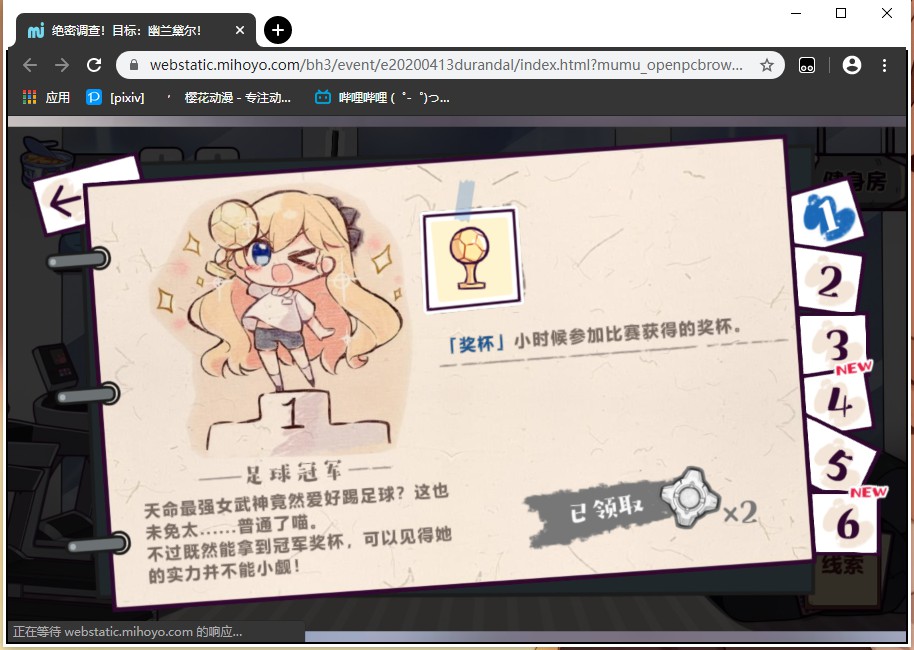 绝密调查！目标：幽兰黛尔！
webstatic.mihoyo.com/bh3/event/e20200413durandal/index.html?mumu_openpcbrow...
应用
[pixiv]
樱花动漫 - 专注动...
哔哩哔哩 ( ゜- ゜)つ...
健身房
1
2
3
NEW
4
5
NEW
6
线索
「奖杯」小时候参加比赛获得的奖杯。
1
足球冠军
天命最强女武神竟然爱好踢足球？这也
未免太……普通了喵。
不过既然能拿到冠军奖杯，可以见得她
的实力并不能小觑！
已领取
×2
正在等待 webstatic.mihoyo.com 的响应...